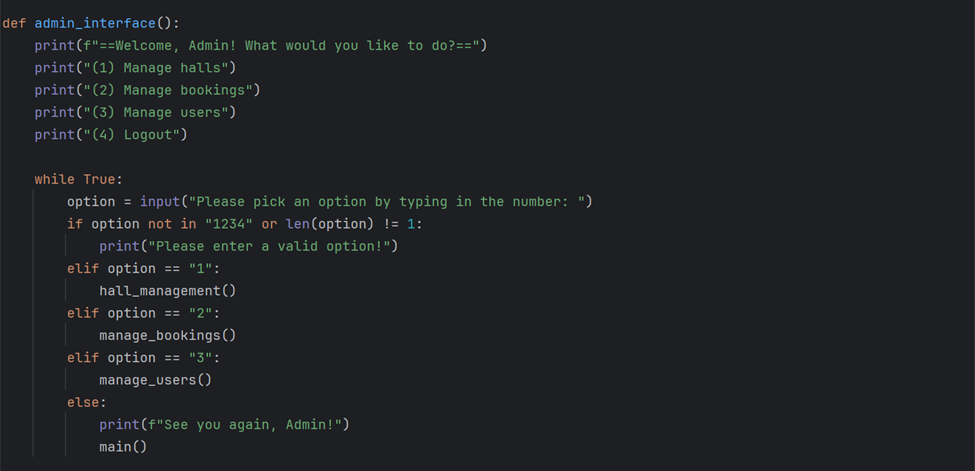 def admin_interface():
    print(f"==Welcome, Admin! What would you like to do?==")
    print("(1) Manage halls")
    print("(2) Manage bookings")
    print("(3) Manage users")
    print("(4) Logout")

    while True:
        option = input("Please pick an option by typing in the number: ")
        if option not in "1234" or len(option) != 1:
            print("Please enter a valid option!")
        elif option == "1":
            hall_management()
        elif option == "2":
            manage_bookings()
        elif option == "3":
            manage_users()
        else:
            print(f"See you again, Admin!")
            main()